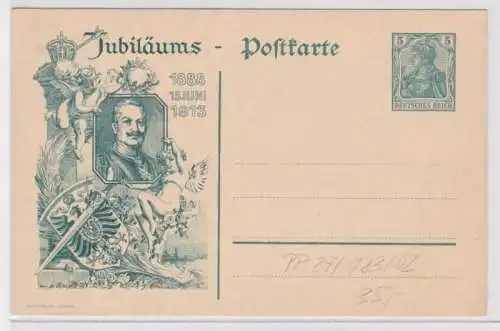 Jubiläums - Postkarte
5 5
DEUTSCHES REICH
1888
15.JUNI
1913
35,-